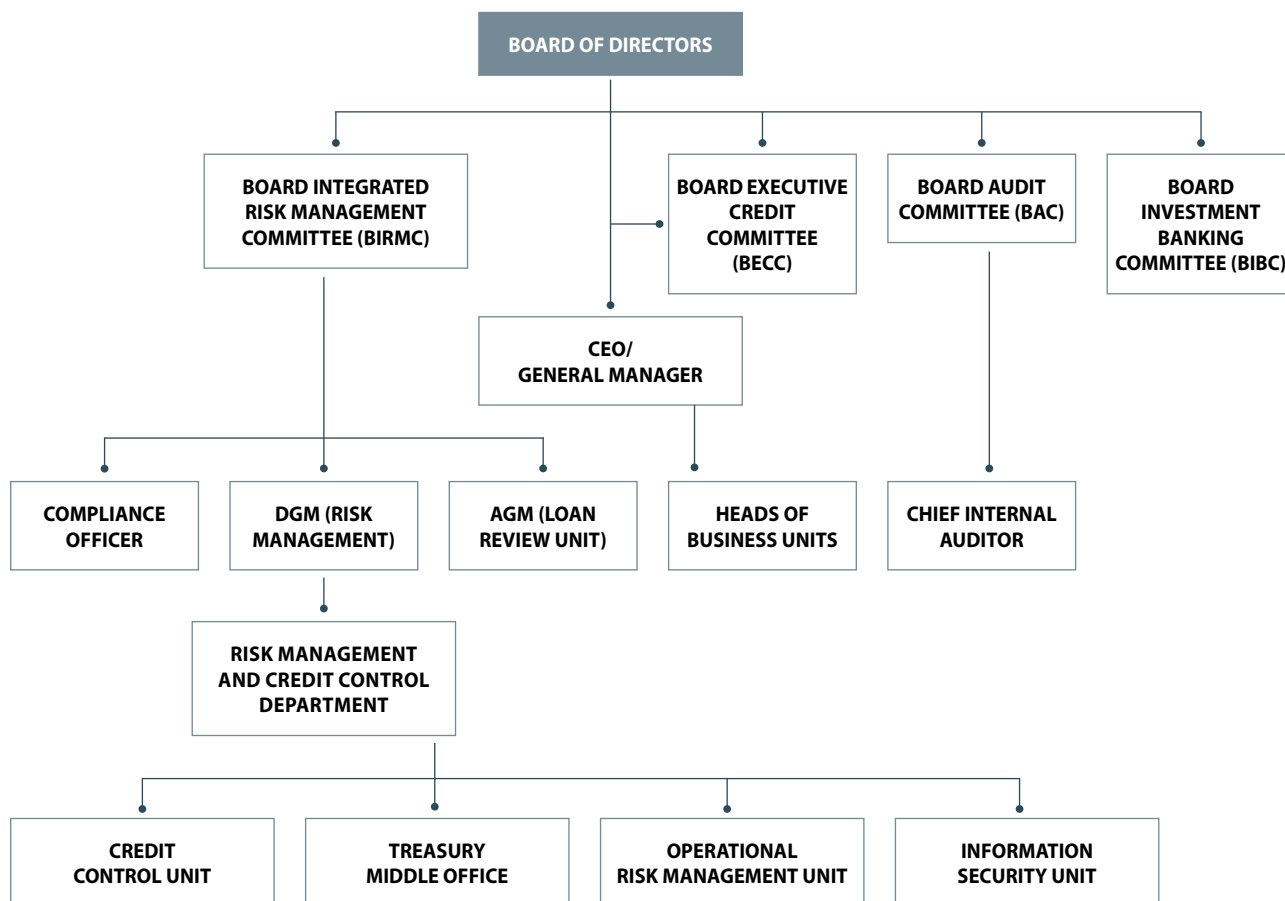 BOARD OF DIRECTORS
BOARD INTEGRATED
RISK MANAGEMENT
COMMITTEE (BIRMC)
BOARD EXECUTIVE
CREDIT
COMMITTEE
(BECC)
BOARD AUDIT
COMMITTEE (BAC)
BOARD
INVESTMENT
BANKING
COMMITTEE (BIBC)
CEO/
GENERAL MANAGER
COMPLIANCE
OFFICER
DGM (RISK
MANAGEMENT)
AGM (LOAN
REVIEW UNIT)
HEADS OF
BUSINESS UNITS
CHIEF INTERNAL
AUDITOR
RISK MANAGEMENT
AND CREDIT CONTROL
DEPARTMENT
CREDIT
CONTROL UNIT
TREASURY
MIDDLE OFFICE
OPERATIONAL
RISK MANAGEMENT UNIT
INFORMATION
SECURITY UNIT